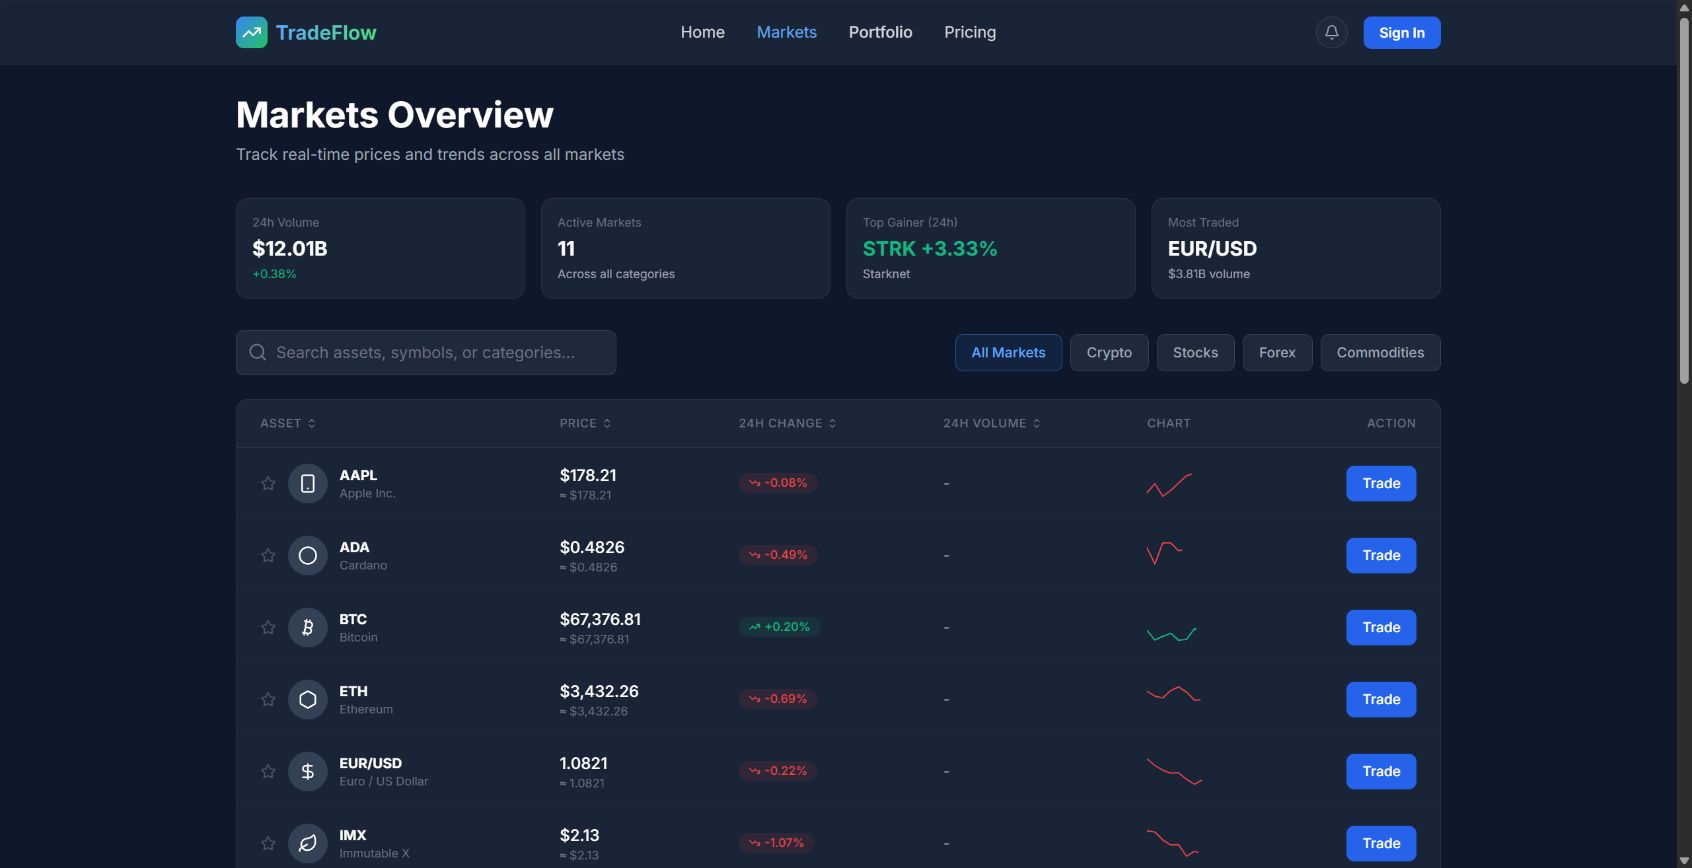 TradeFlow
Home Markets Portfolio Pricing
Sign In
Markets Overview
Track real-time prices and trends across all markets
24h Volume
$12.01B
+0.38%
Active Markets
11
Across all categories
Top Gainer (24h)
STRK +3.33%
Starknet
Most Traded
EUR/USD
$3.81B volume
Search assets, symbols, or categories...
All Markets Crypto Stocks Forex Commodities
ASSET PRICE 24H CHANGE 24H VOLUME CHART ACTION
AAPL $178.21 -0.08% - Trade
Apple Inc. ≈ $178.21
ADA $0.4826 -0.49% - Trade
Cardano ≈ $0.4826
BTC $67,376.81 +0.20% - Trade
Bitcoin ≈ $67,376.81
ETH $3,432.26 -0.69% - Trade
Ethereum ≈ $3,432.26
EUR/USD 1.0821 -0.22% - Trade
Euro / US Dollar ≈ 1.0821
IMX $2.13 -1.07% - Trade
Immutable X ≈ $2.13